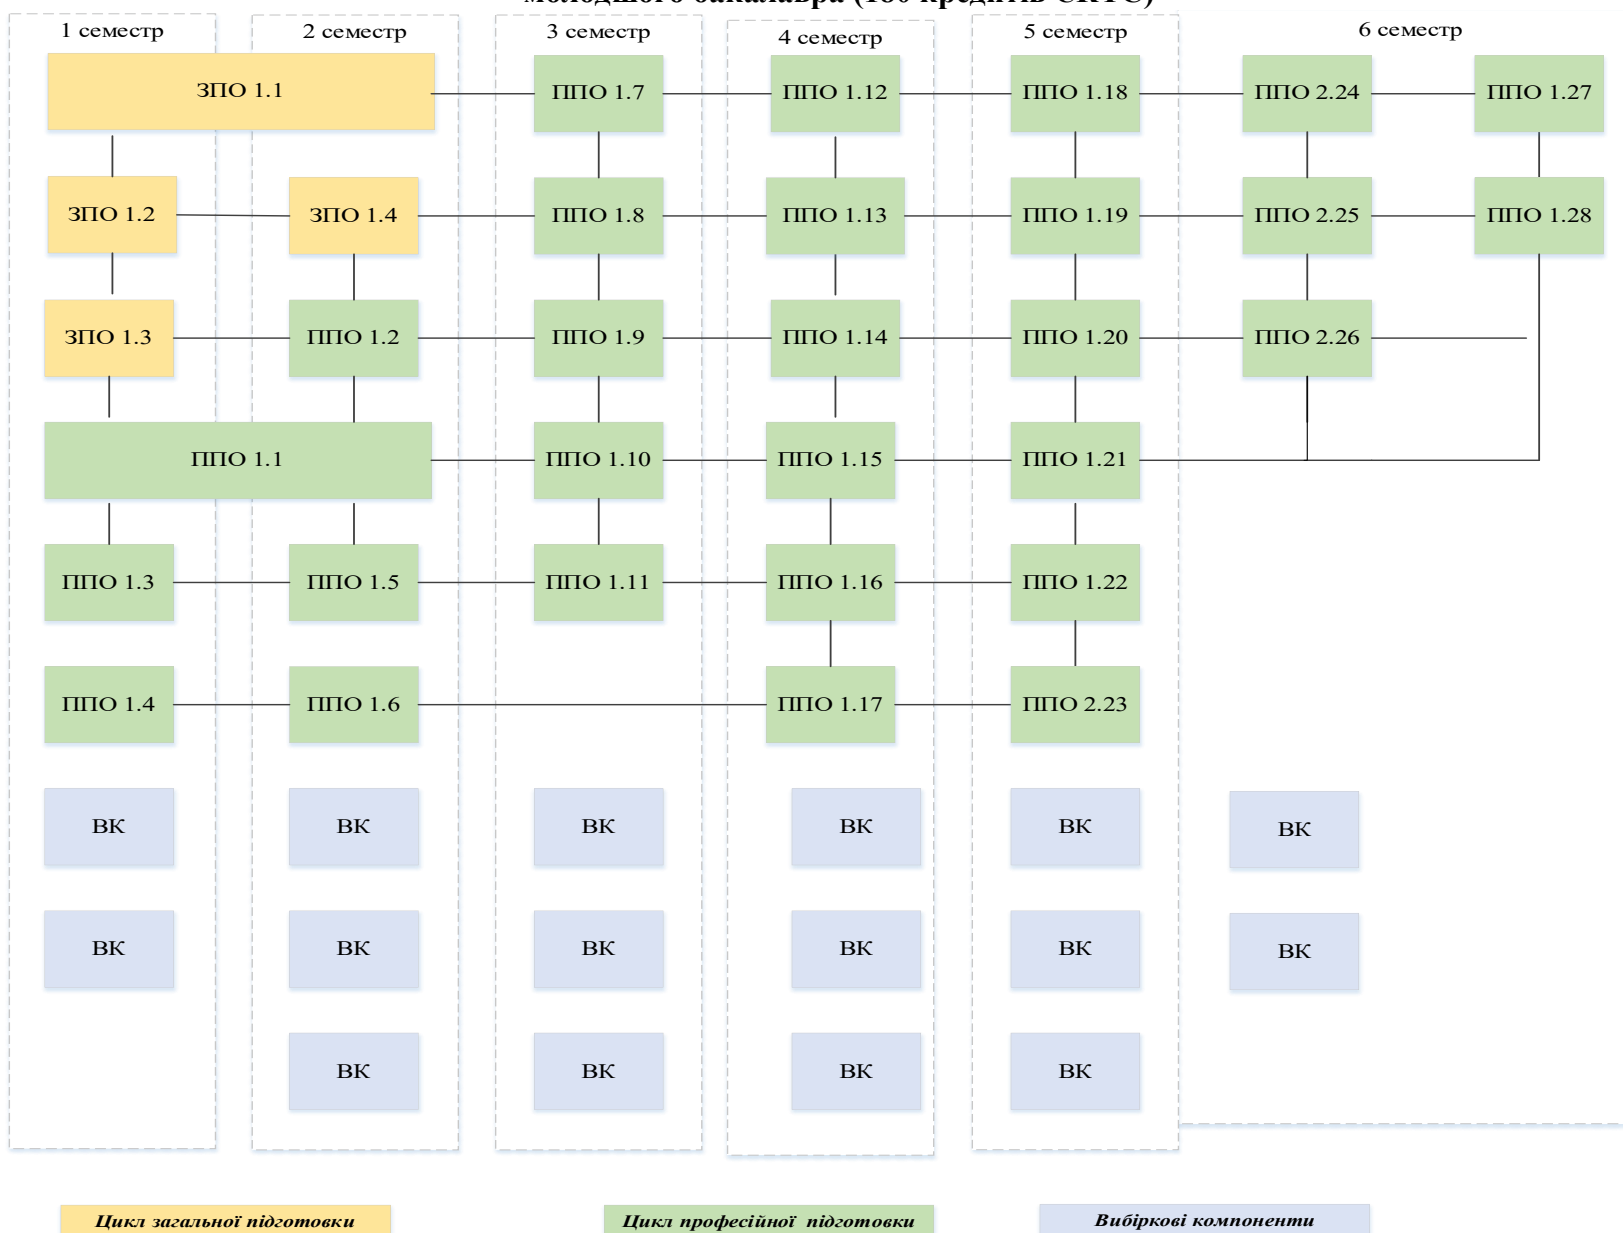 молодшого бакалавра (180 кредитів ЄКТС)
1 семестр 2 семестр 3 семестр 4 семестр 5 семестр 6 семестр
ЗПО 1.1 ППО 1.7 ППО 1.12 ППО 1.18 ППО 2.24 ППО 1.27
ЗПО 1.2 ЗПО 1.4 ППО 1.8 ППО 1.13 ППО 1.19 ППО 2.25 ППО 1.28
ЗПО 1.3 ППО 1.2 ППО 1.9 ППО 1.14 ППО 1.20 ППО 2.26
ППО 1.1 ППО 1.10 ППО 1.15 ППО 1.21
ППО 1.3 ППО 1.5 ППО 1.11 ППО 1.16 ППО 1.22
ППО 1.4 ППО 1.6 ППО 1.17 ППО 2.23
ВК ВК ВК ВК ВК ВК
ВК ВК ВК ВК ВК ВК
ВК ВК ВК ВК
Цикл загальної підготовки Цикл професійної підготовки Вибіркові компоненти